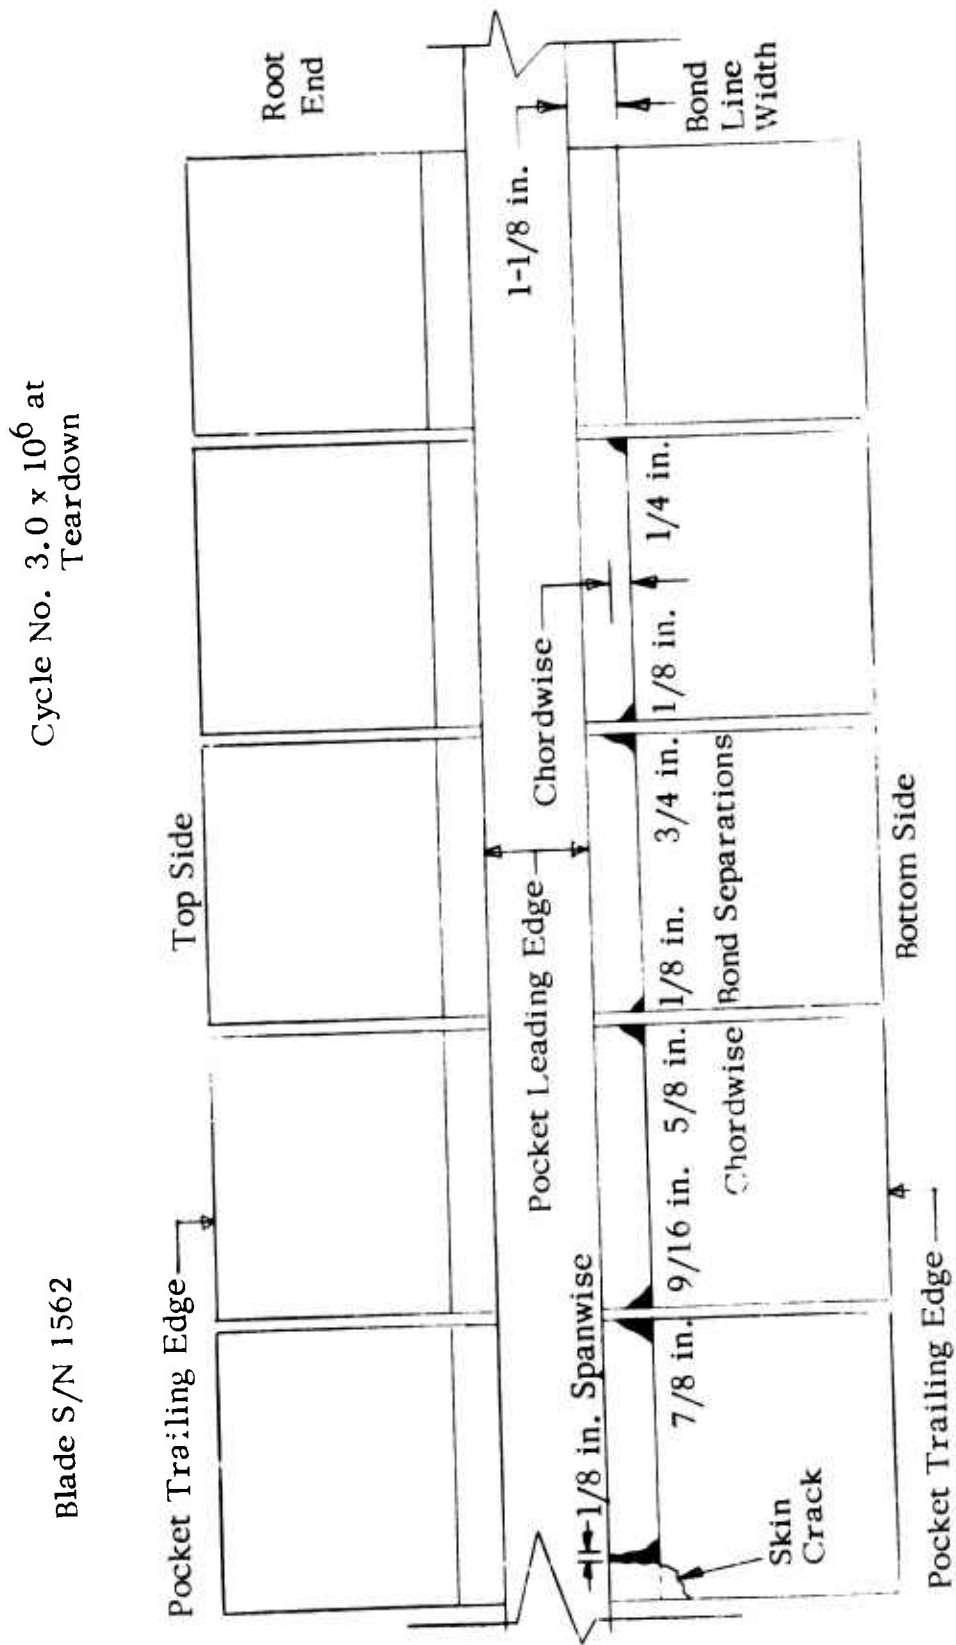 Blade S/N 1562
Cycle No. 3.0 x 10⁶ at
Teardown
Pocket Trailing Edge
Top Side
Root
End
1-1/8 in.
Pocket Leading Edge
Chordwise
1/8 in. Spanwise
7/8 in.
9/16 in.
5/8 in.
1/8 in.
3/4 in.
1/8 in.
1/4 in.
Bond
Line
Width
Chordwise Bond Separations
Skin
Crack
Pocket Trailing Edge
Bottom Side